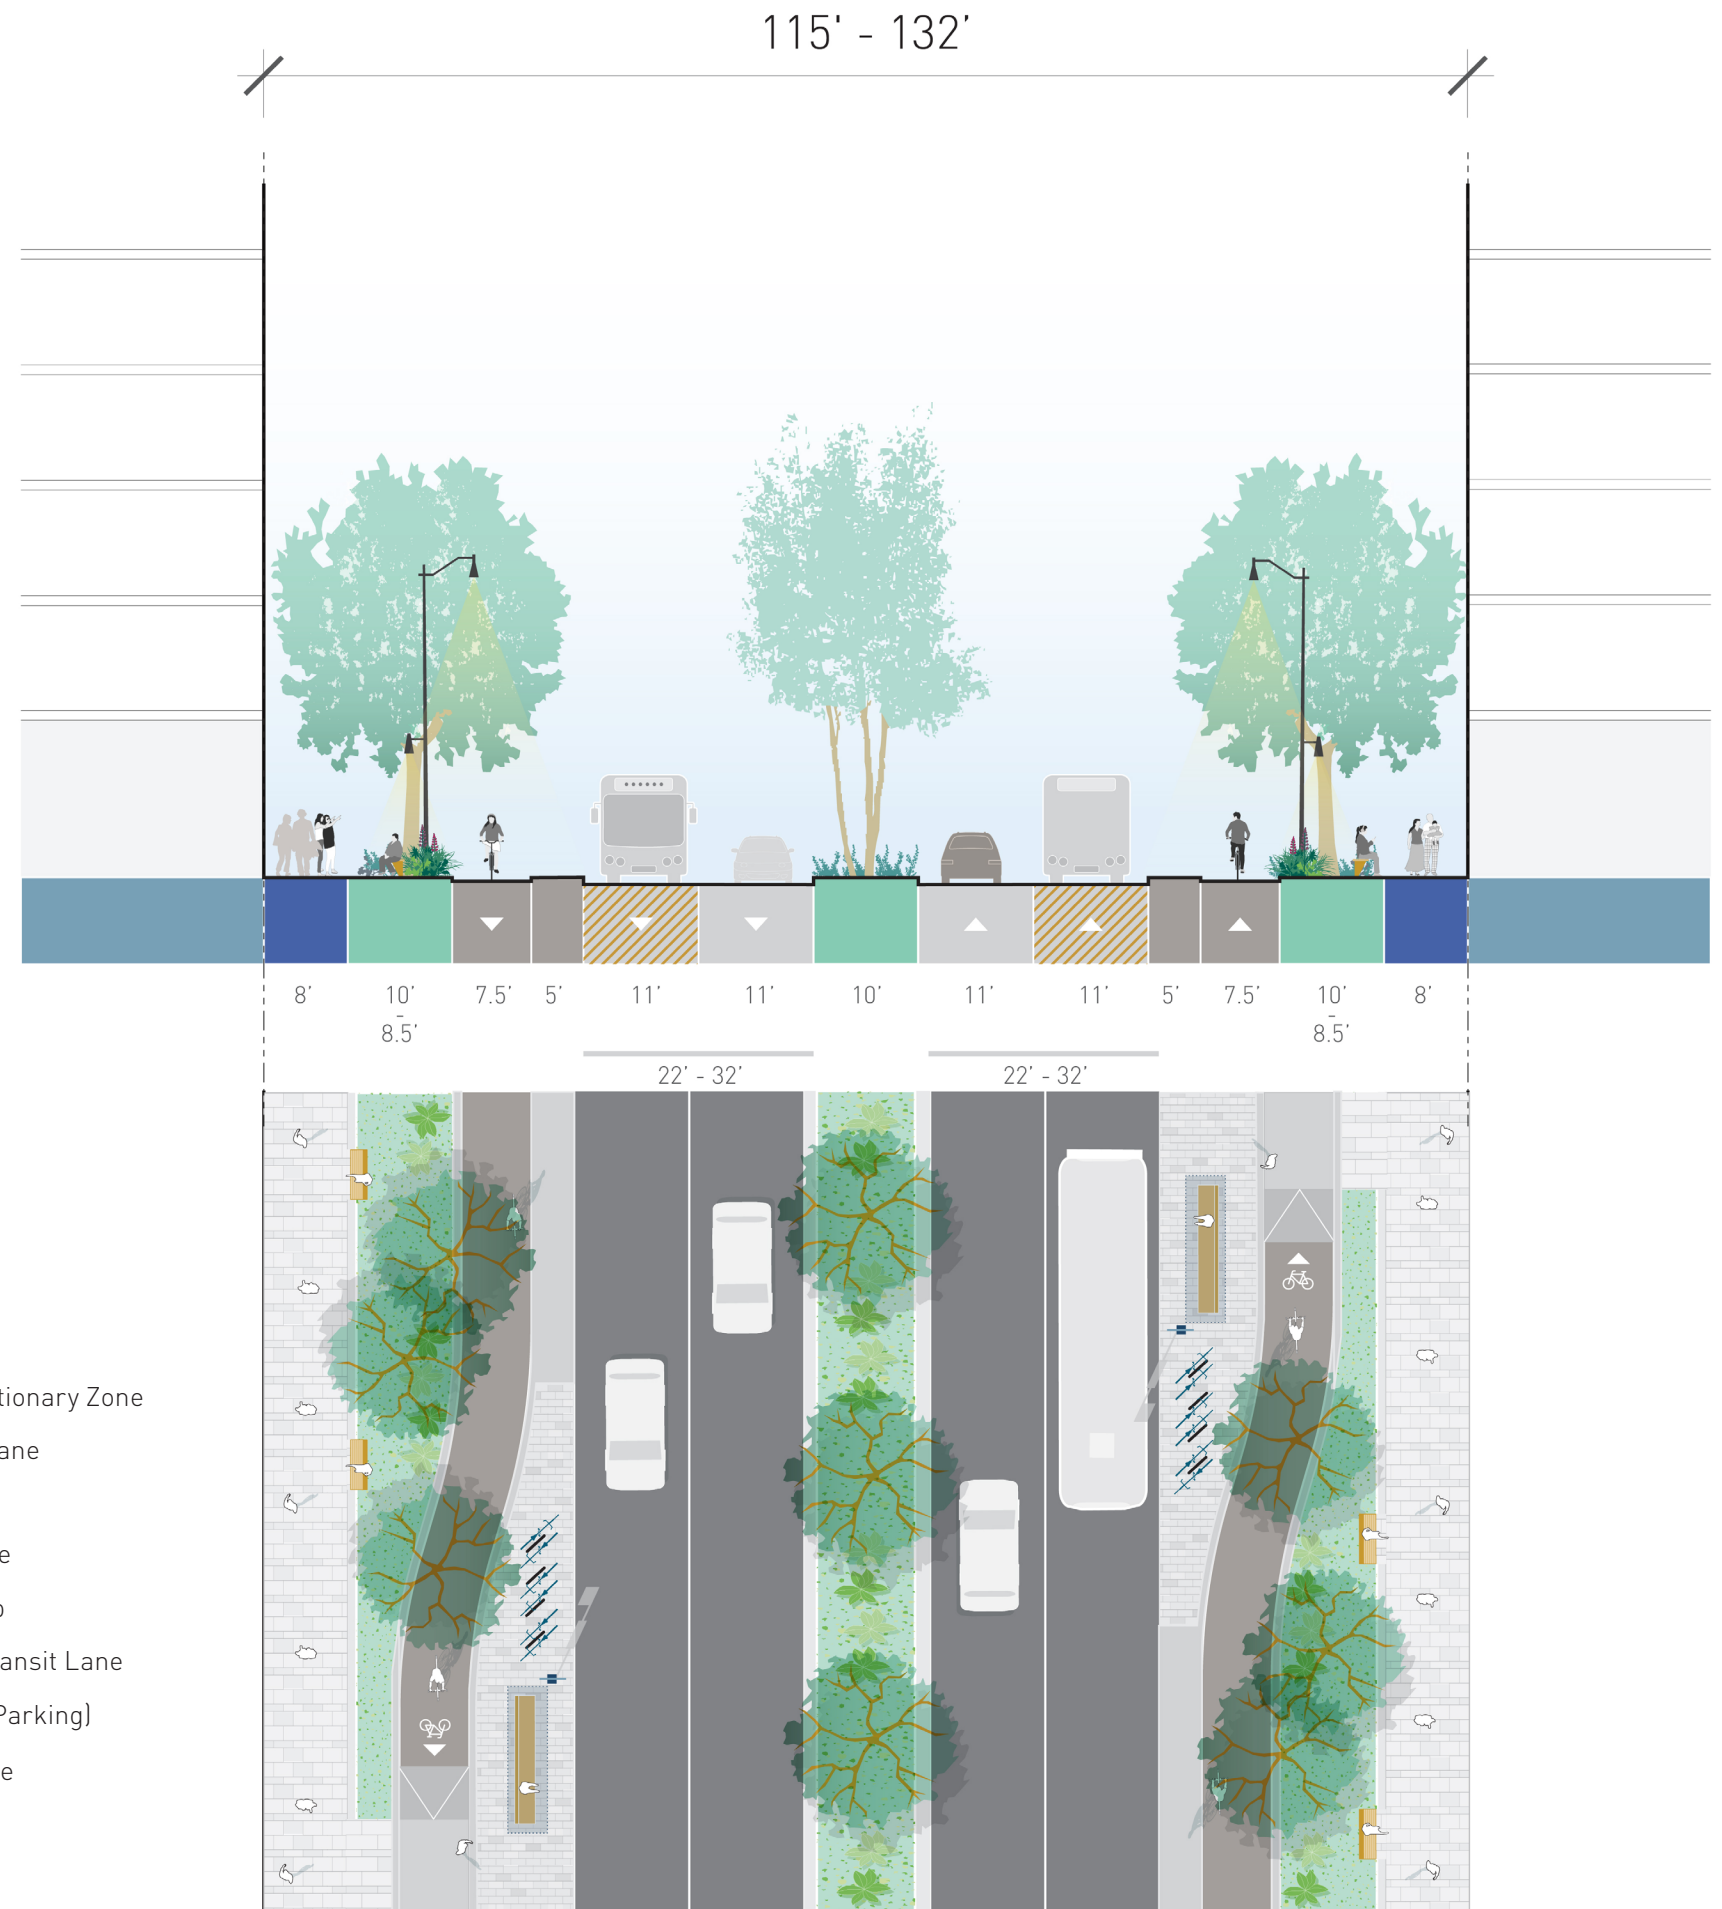 115' - 132'
8' 10' 7.5' 5' 11' 11' 10' 11' 11' 5' 7.5' 10' 8'
- -
8.5' 8.5'
22' - 32' 22' - 32'
tionary Zone
ane
e
ansit Lane
Parking)
e